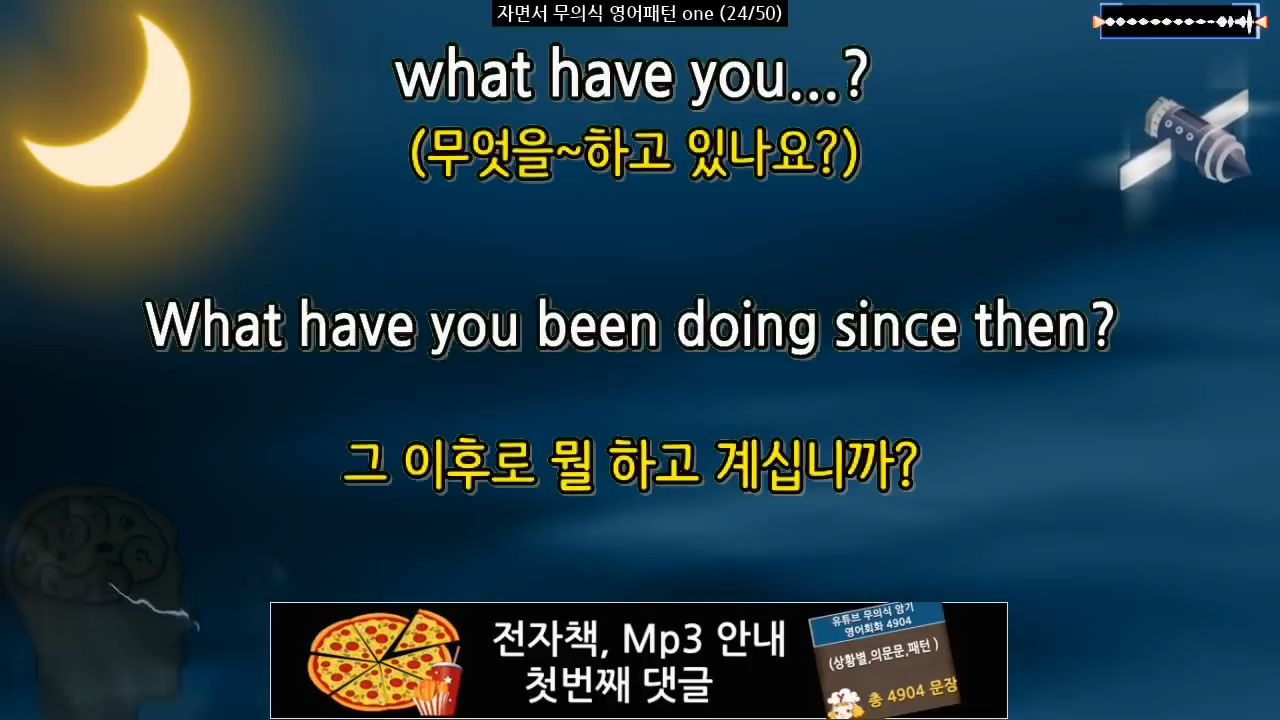 자면서 무의식 영어패턴 one (24/50)
what have you...?
(무엇을~하고 있나요?)
What have you been doing since then?
그 이후로 뭘 하고 계십니까?
전자책, Mp3 안내
첫번째 댓글
유튜브 무의식 암기
영어회화 4904
(상황별,의문문,패턴 )
총 4904 문장